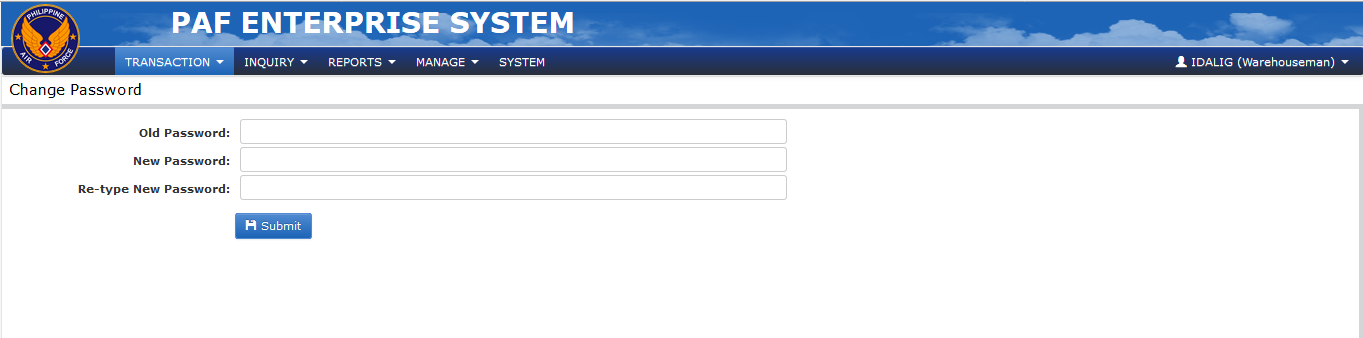 PHILIPPINE
AIR FORCE
PAF ENTERPRISE SYSTEM
TRANSACTION INQUIRY REPORTS MANAGE SYSTEM IDALIG (Warehouseman)
Change Password
Old Password:
New Password:
Re-type New Password:
Submit